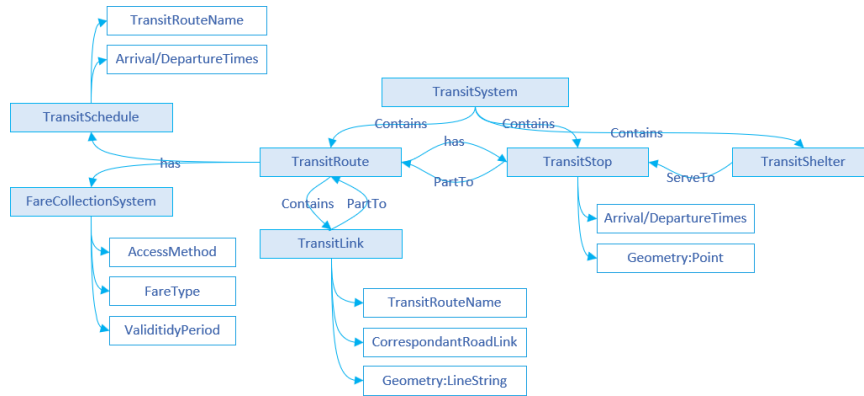 TransitRouteName
Arrival/DepartureTimes
TransitSystem
TransitSchedule
Contains
Contains
Contains
has
TransitRoute
TransitStop
TransitShelter
has
PartTo
ServeTo
FareCollectionSystem
Contains
PartTo
Arrival/DepartureTimes
TransitLink
AccessMethod
Geometry:Point
FareType
TransitRouteName
ValiditidyPeriod
CorrespondantRoadLink
Geometry:LineString